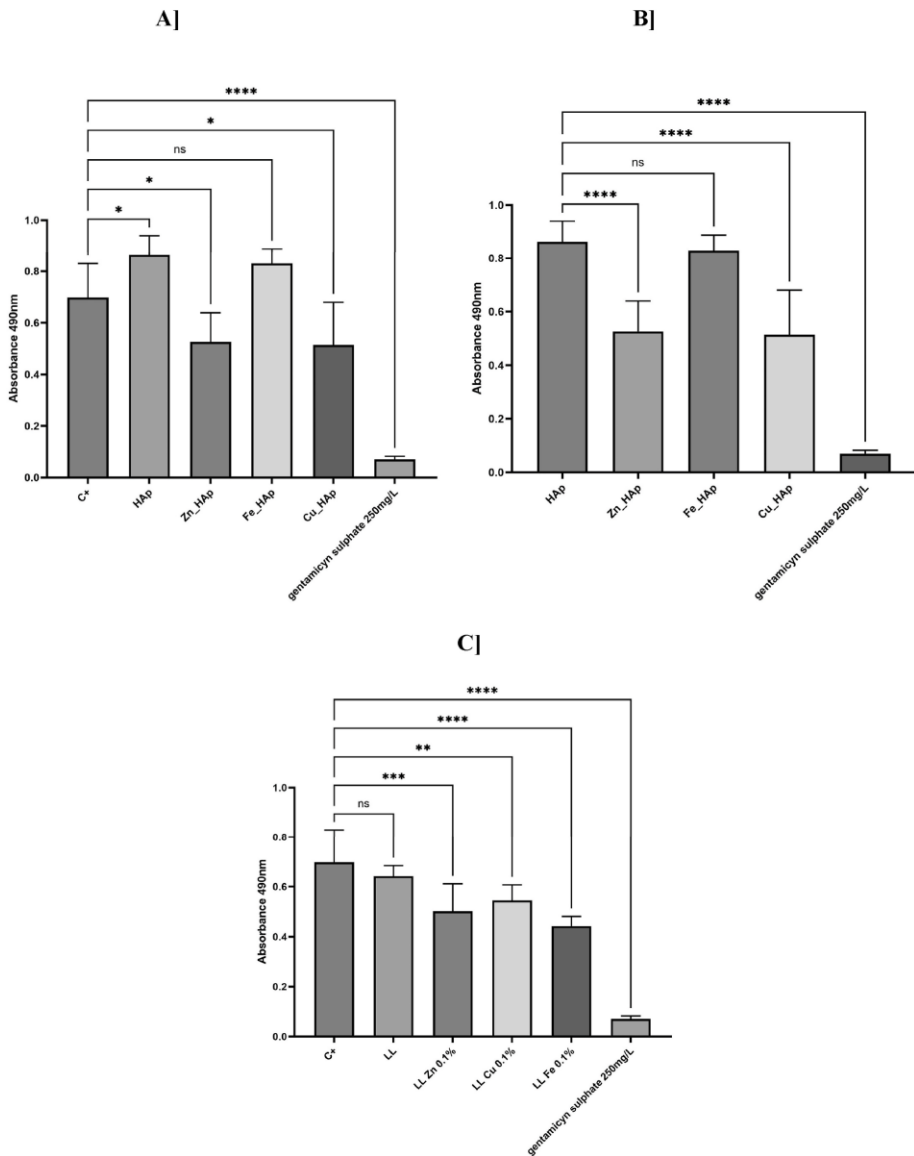 A]
****
*
ns
*
*
Absorbance 490nm
1.0
0.8
0.6
0.4
0.2
0.0
C+
HAp
Zn_HAp
Fe_HAp
Cu_HAp
gentamicyn sulphate 250mg/L
B]
****
****
ns
****
Absorbance 490nm
1.0
0.8
0.6
0.4
0.2
0.0
HAp
Zn_HAp
Fe_HAp
Cu_HAp
gentamicyn sulphate 250mg/L
C]
****
****
**
***
ns
Absorbance 490nm
1.0
0.8
0.6
0.4
0.2
0.0
C+
LL
LL Zn 0.1%
LL Cu 0.1%
LL Fe 0.1%
gentamicyn sulphate 250mg/L